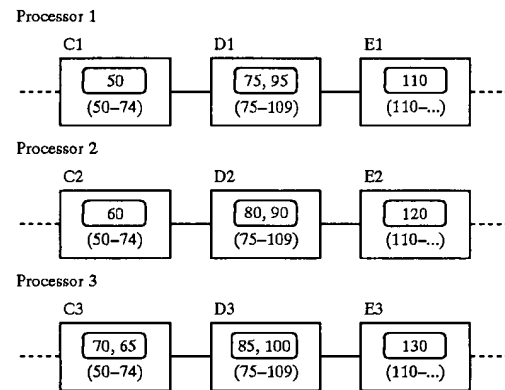 Processor 1
C1 D1 E1
50 75, 95 110
(50–74) (75–109) (110–...)
Processor 2
C2 D2 E2
60 80, 90 120
(50–74) (75–109) (110–...)
Processor 3
C3 D3 E3
70, 65 85, 100 130
(50–74) (75–109) (110–...)